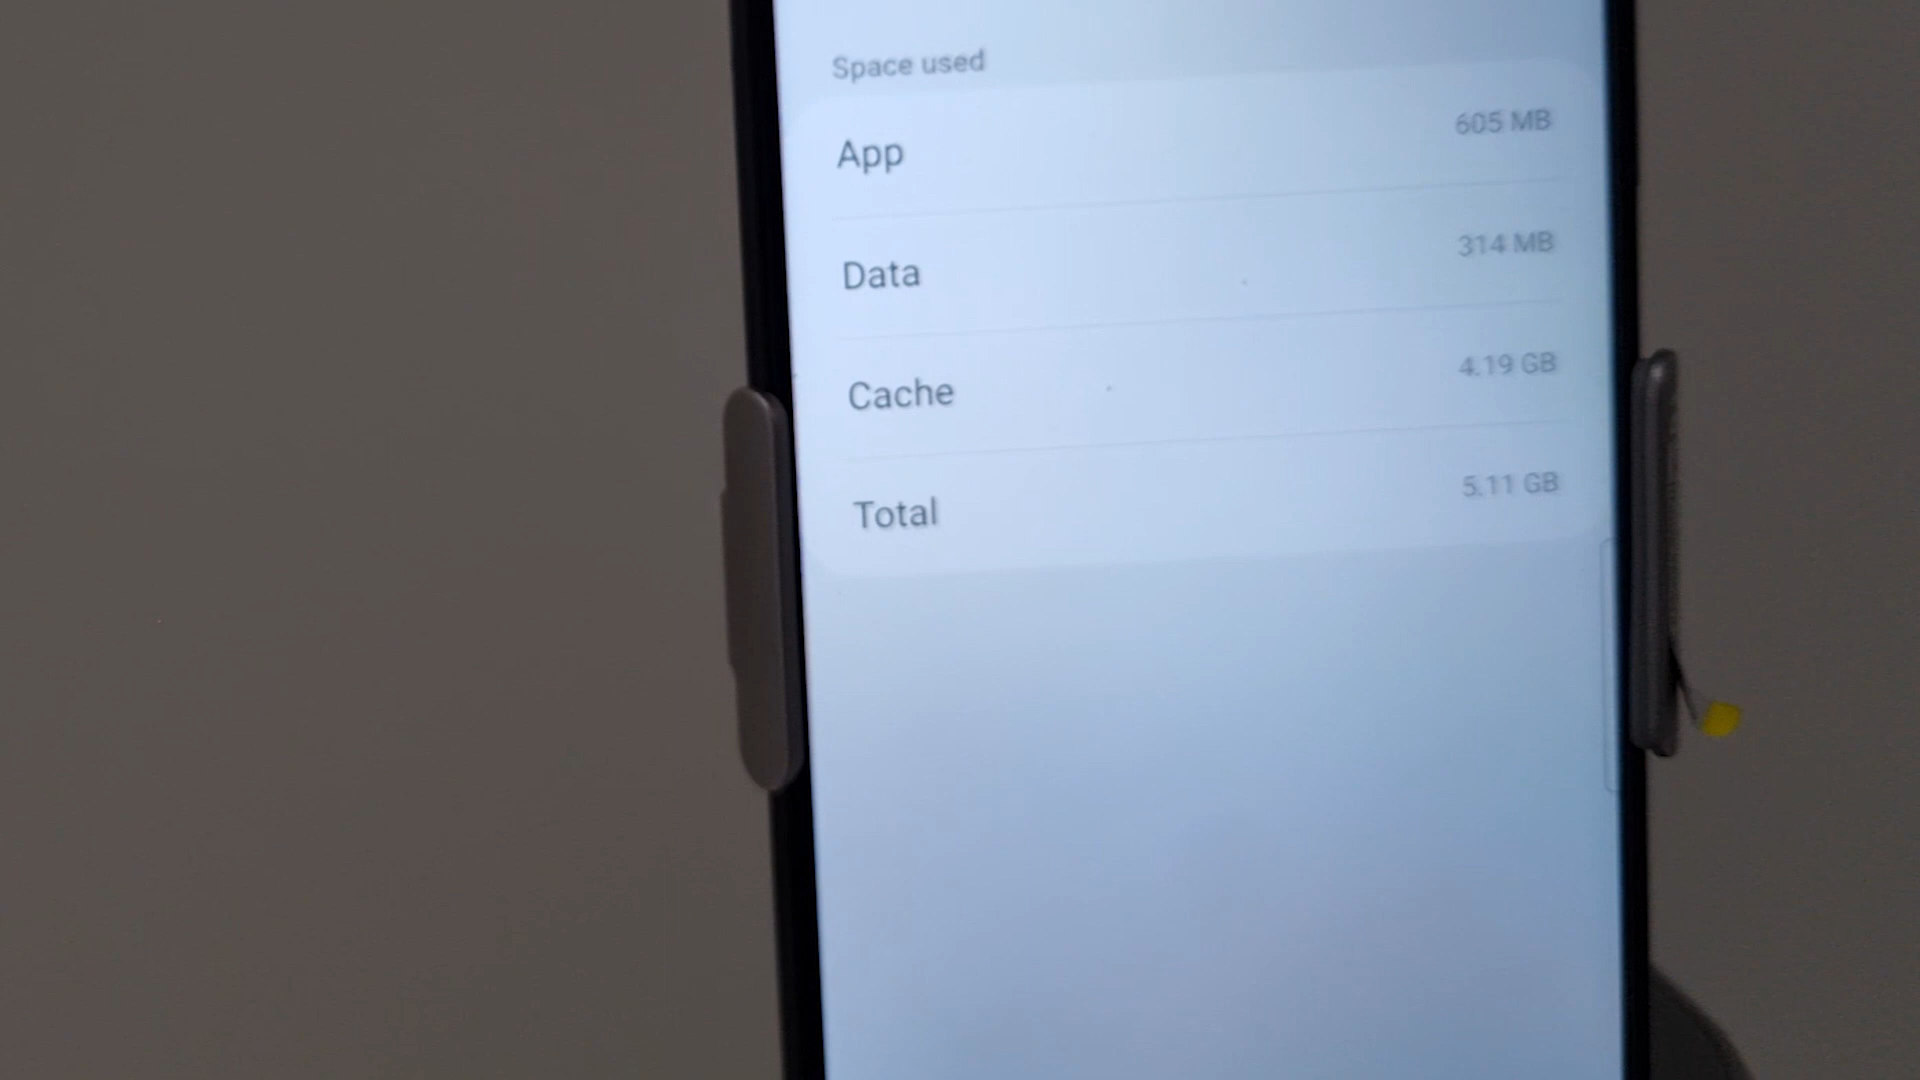 Space used
App 605 MB
Data 314 MB
Cache 4.19 GB
Total 5.11 GB